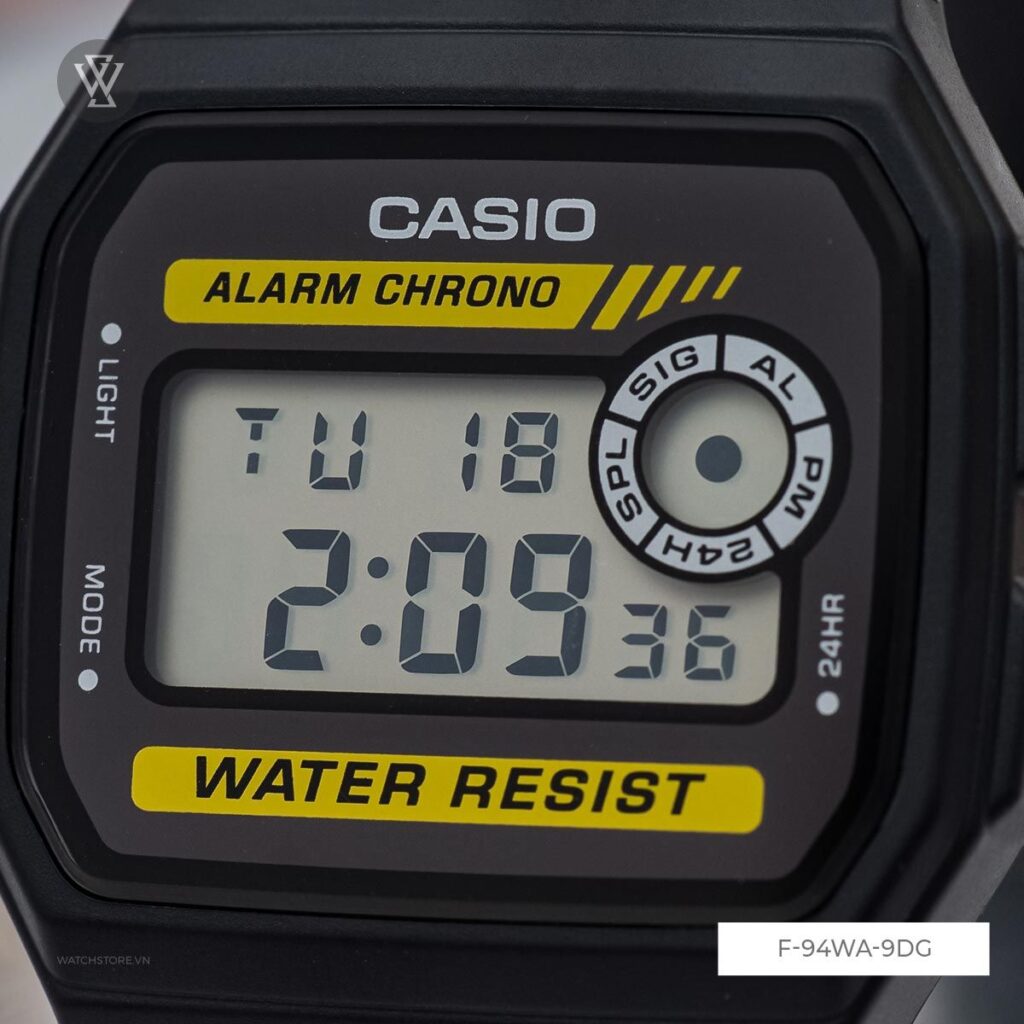 CASIO
ALARM CHRONO
LIGHT
SIG
AL
PM
24H
SPL
TU 18
2:09 36
MODE
24HR
WATER RESIST
WATCHSTORE.VN
F-94WA-9DG